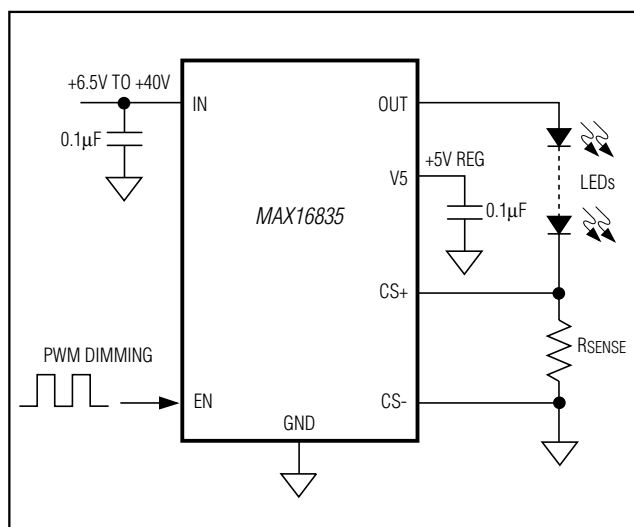 +6.5V TO +40V
IN
OUT
0.1µF
+5V REG
V5
LEDs
0.1µF
MAX16835
CS+
RSENSE
PWM DIMMING
EN
CS-
GND